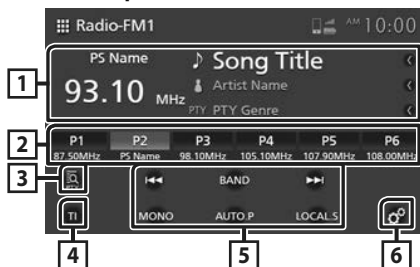 Radio-FM1 AM 10:00
PS Name Song Title
93.10 MHz Artist Name
PTY PTY Genre
1
2
P1 P2 P3 P4 P5 P6
87.50MHz PS Name 98.10MHz 105.10MHz 107.90MHz 108.00MHz
3
BAND
TI MONO AUTO.P LOCAL.S
4 5 6